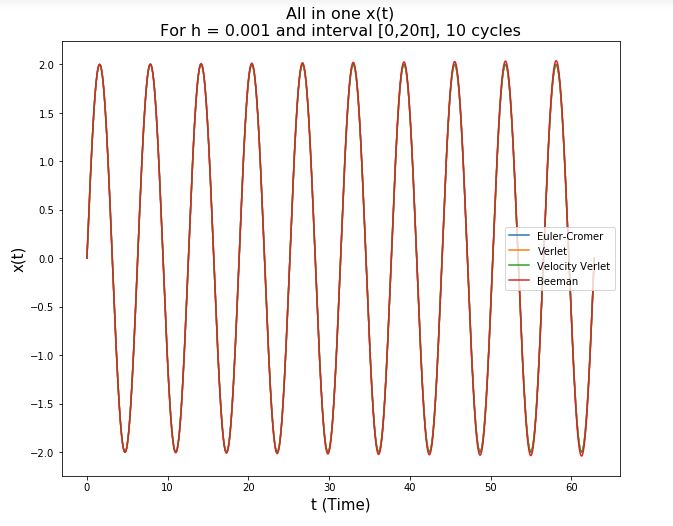 All in one x(t)
For h = 0.001 and interval [0,20π], 10 cycles
2.0
1.5
1.0
0.5
0.0
−0.5
−1.0
−1.5
−2.0
x(t)
Euler-Cromer
Verlet
Velocity Verlet
Beeman
0 10 20 30 40 50 60
t (Time)